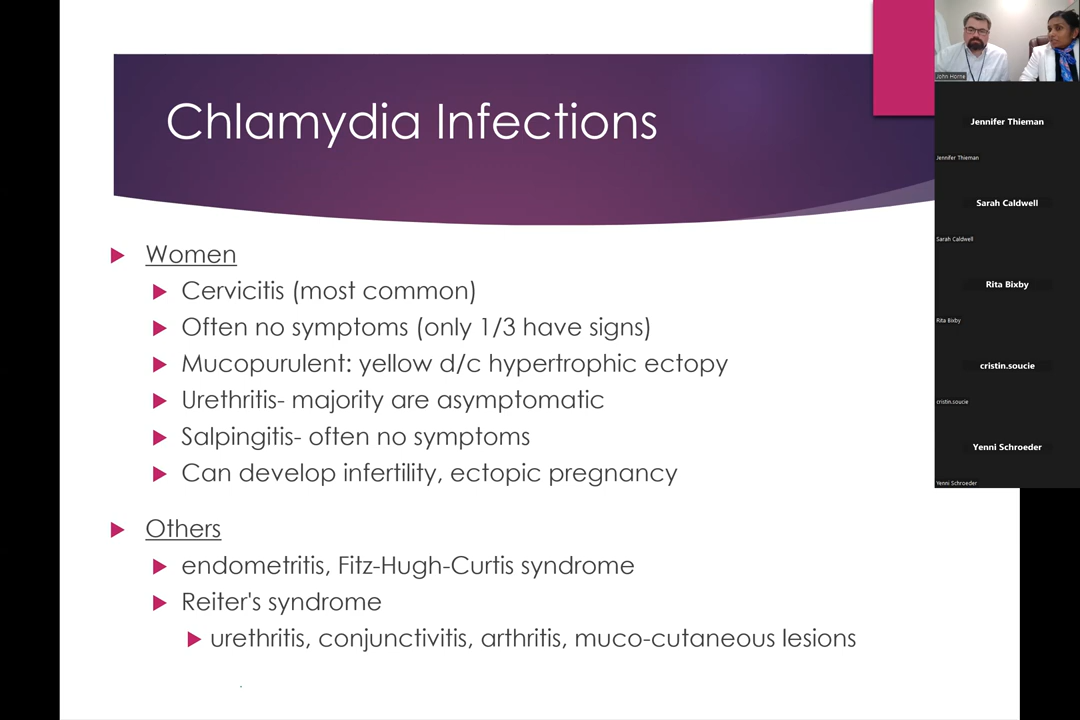 Chlamydia Infections
Women
Cervicitis (most common)
Often no symptoms (only 1/3 have signs)
Mucopurulent: yellow d/c hypertrophic ectopy
Urethritis- majority are asymptomatic
Salpingitis- often no symptoms
Can develop infertility, ectopic pregnancy
Others
endometritis, Fitz-Hugh-Curtis syndrome
Reiter's syndrome
urethritis, conjunctivitis, arthritis, muco-cutaneous lesions
John Horne
Jennifer Thieman
Jennifer Thieman
Sarah Caldwell
Sarah Caldwell
Rita Bixby
Rita Bixby
cristin.soucie
cristin.soucie
Yenni Schroeder
Yenni Schroeder